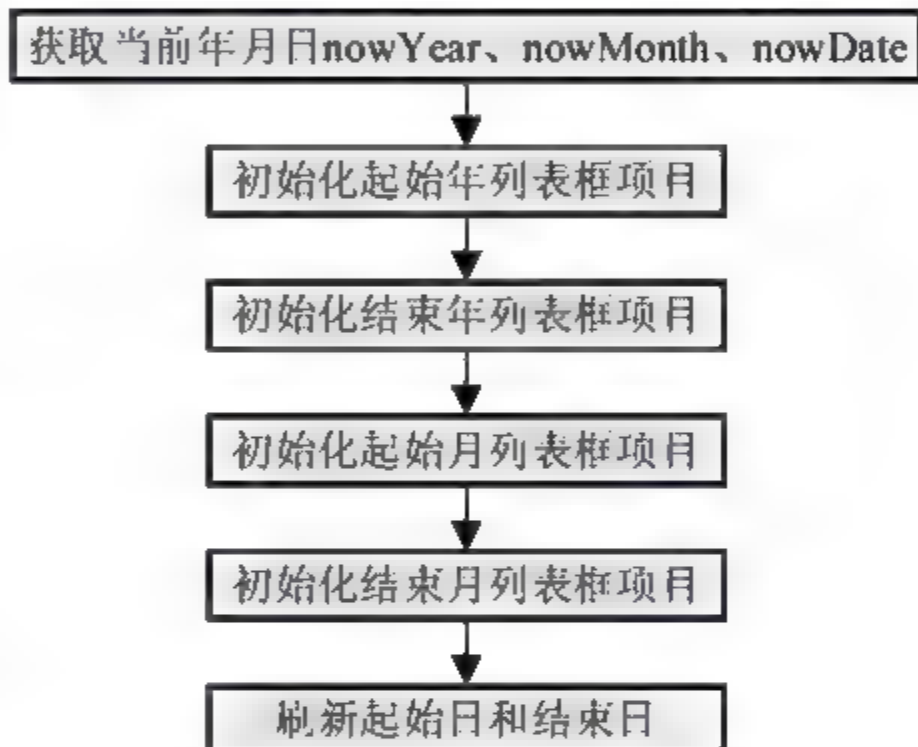 获取当前年月日nowYear、nowMonth、nowDate
初始化起始年列表框项目
初始化结束年列表框项目
初始化起始月列表框项目
初始化结束月列表框项目
刷新起始日和结束日